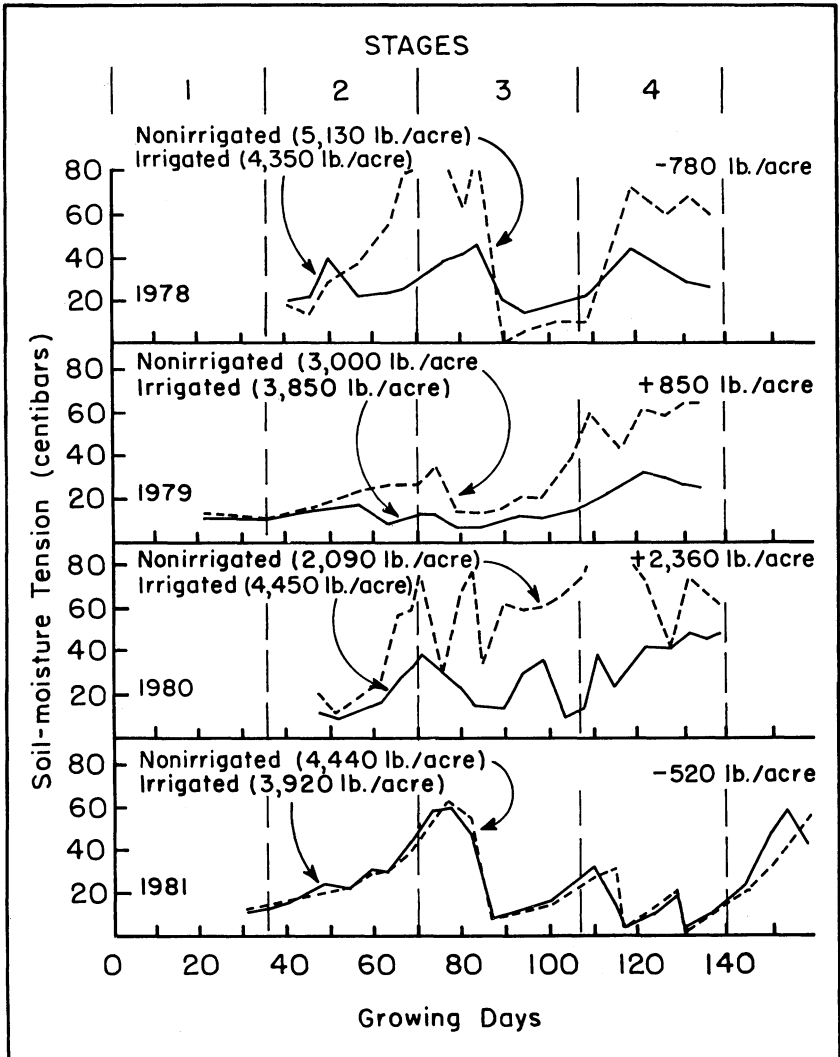 STAGES
1 2 3 4
Nonirrigated (5,130 lb./acre)
Irrigated (4,350 lb./acre)
-780 lb./acre
80
60
40
20
1978
Nonirrigated (3,000 lb./acre
Irrigated (3,850 lb./acre)
+850 lb./acre
80
60
40
20
1979
Nonirrigated (2,090 lb./acre)
Irrigated (4,450 lb./acre)
+2,360 lb./acre
80
60
40
20
1980
Nonirrigated (4,440 lb./acre)
Irrigated (3,920 lb./acre)
-520 lb./acre
80
60
40
20
1981
Soil-moisture Tension (centibars)
0 20 40 60 80 100 120 140
Growing Days